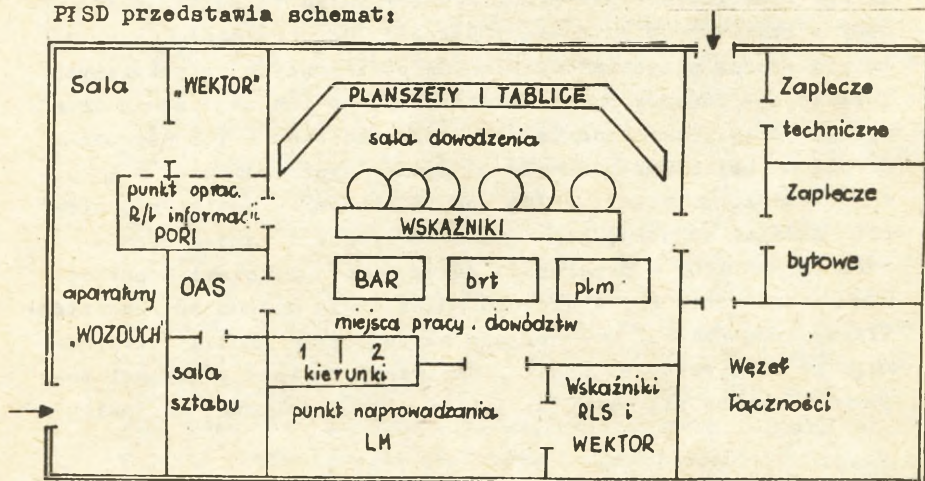 PISD przedstawia schemat:
Sala
„WEKTOR"
PLANSZETY I TABLICE
sala dowodzenia
Zaplecze
techniczne
punkt oprac.
R/l informacji
PORI
WSKAŹNIKI
Zaplecze
bytowe
aparatury
„WOZDUCH"
OAS
BAR
brt
plm
miejsca pracy dowództw
1 | 2
kierunki
sala
sztabu
punkt naprowadzania
LM
Wskaźniki
RLS i
WEKTOR
Węzeł
Łączności